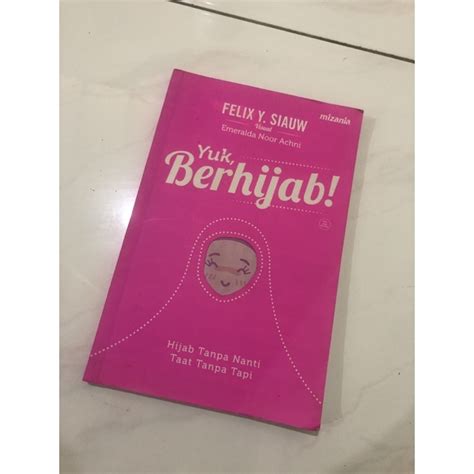 FELIX Y. SIAUW
Visual
Emeralda Noor Achni
mizania
Yuk,
Berhijab!
Hijab Tanpa Nanti
Taat Tanpa Tapi